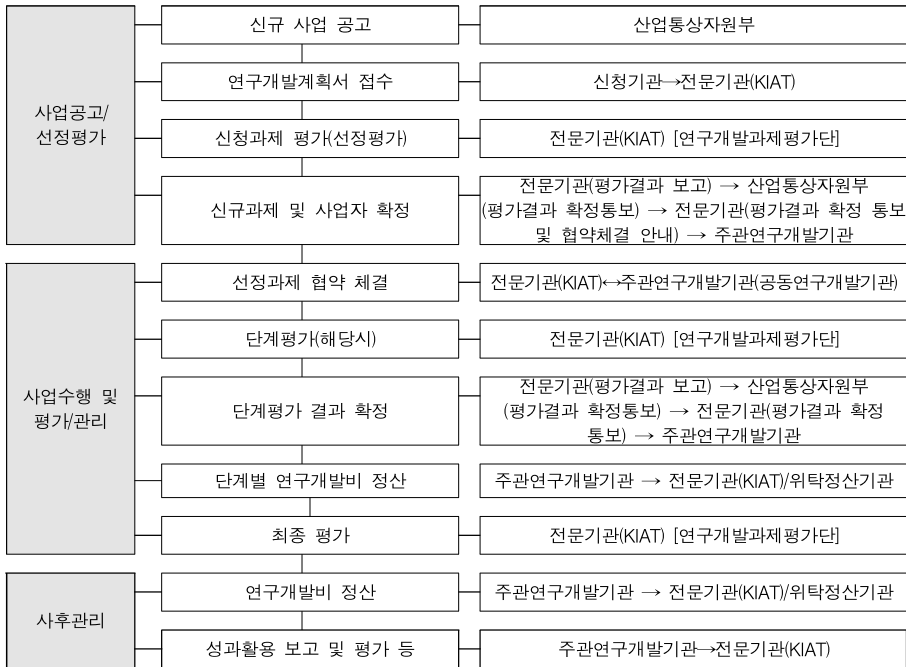 사업공고/
선정평가
신규 사업 공고
산업통상자원부
연구개발계획서 접수
신청기관→전문기관(KIAT)
신청과제 평가(선정평가)
전문기관(KIAT) [연구개발과제평가단]
신규과제 및 사업자 확정
전문기관(평가결과 보고) → 산업통상자원부
(평가결과 확정통보) → 전문기관(평가결과 확정 통보
및 협약체결 안내) → 주관연구개발기관
사업수행 및
평가/관리
선정과제 협약 체결
전문기관(KIAT)↔주관연구개발기관(공동연구개발기관)
단계평가(해당시)
전문기관(KIAT) [연구개발과제평가단]
단계평가 결과 확정
전문기관(평가결과 보고) → 산업통상자원부
(평가결과 확정통보) → 전문기관(평가결과 확정
통보) → 주관연구개발기관
단계별 연구개발비 정산
주관연구개발기관 → 전문기관(KIAT)/위탁정산기관
최종 평가
전문기관(KIAT) [연구개발과제평가단]
사후관리
연구개발비 정산
주관연구개발기관 → 전문기관(KIAT)/위탁정산기관
성과활용 보고 및 평가 등
주관연구개발기관→전문기관(KIAT)